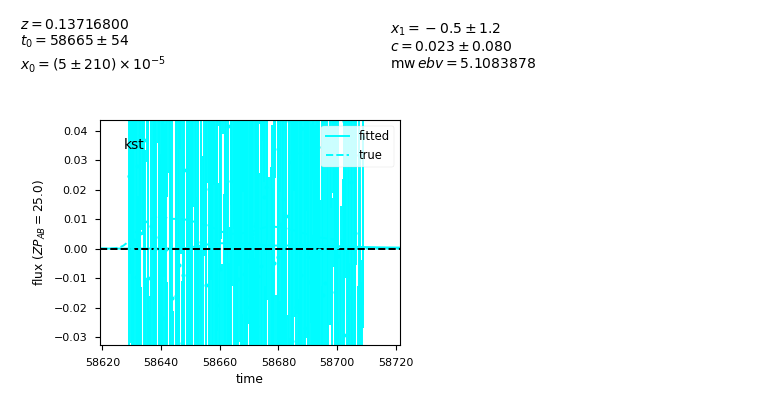 z = 0.13716800
t0 = 58665 ± 54
x0 = (5 ± 210) × 10−5
x1 = −0.5 ± 1.2
c = 0.023 ± 0.080
mw ebv = 5.1083878
kst
fitted
true
0.04
0.03
0.02
0.01
0.00
−0.01
−0.02
−0.03
flux (ZPAB = 25.0)
58620 58640 58660 58680 58700 58720
time